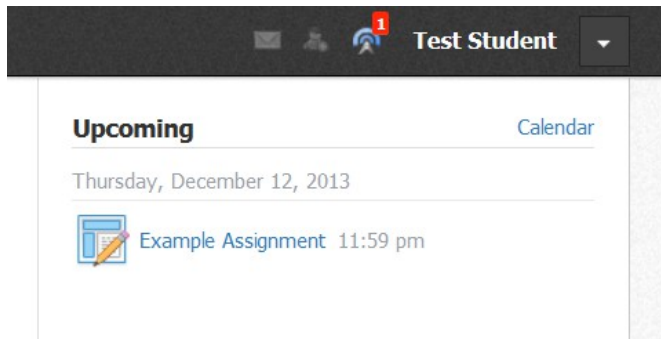 1
Test Student
Upcoming Calendar
Thursday, December 12, 2013
Example Assignment 11:59 pm